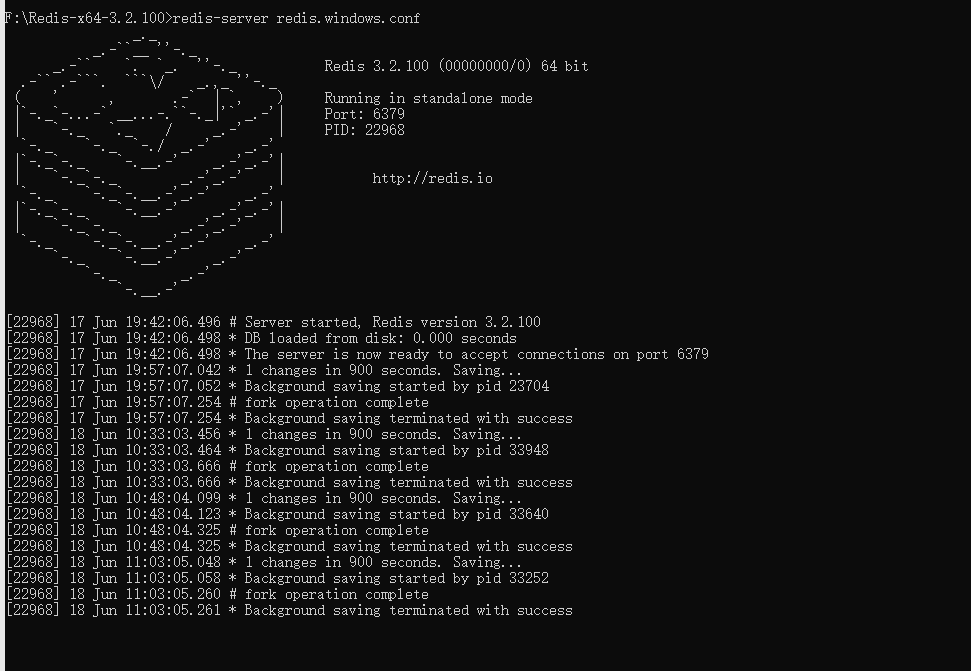 F:\Redis-x64-3.2.100>redis-server redis.windows.conf
Redis 3.2.100 (00000000/0) 64 bit
Running in standalone mode
Port: 6379
PID: 22968
http://redis.io
[22968] 17 Jun 19:42:06.496 # Server started, Redis version 3.2.100
[22968] 17 Jun 19:42:06.498 * DB loaded from disk: 0.000 seconds
[22968] 17 Jun 19:42:06.498 * The server is now ready to accept connections on port 6379
[22968] 17 Jun 19:57:07.042 * 1 changes in 900 seconds. Saving...
[22968] 17 Jun 19:57:07.052 * Background saving started by pid 23704
[22968] 17 Jun 19:57:07.254 # fork operation complete
[22968] 17 Jun 19:57:07.254 * Background saving terminated with success
[22968] 18 Jun 10:33:03.456 * 1 changes in 900 seconds. Saving...
[22968] 18 Jun 10:33:03.464 * Background saving started by pid 33948
[22968] 18 Jun 10:33:03.666 # fork operation complete
[22968] 18 Jun 10:33:03.666 * Background saving terminated with success
[22968] 18 Jun 10:48:04.099 * 1 changes in 900 seconds. Saving...
[22968] 18 Jun 10:48:04.123 * Background saving started by pid 33640
[22968] 18 Jun 10:48:04.325 # fork operation complete
[22968] 18 Jun 10:48:04.325 * Background saving terminated with success
[22968] 18 Jun 11:03:05.048 * 1 changes in 900 seconds. Saving...
[22968] 18 Jun 11:03:05.058 * Background saving started by pid 33252
[22968] 18 Jun 11:03:05.260 # fork operation complete
[22968] 18 Jun 11:03:05.261 * Background saving terminated with success